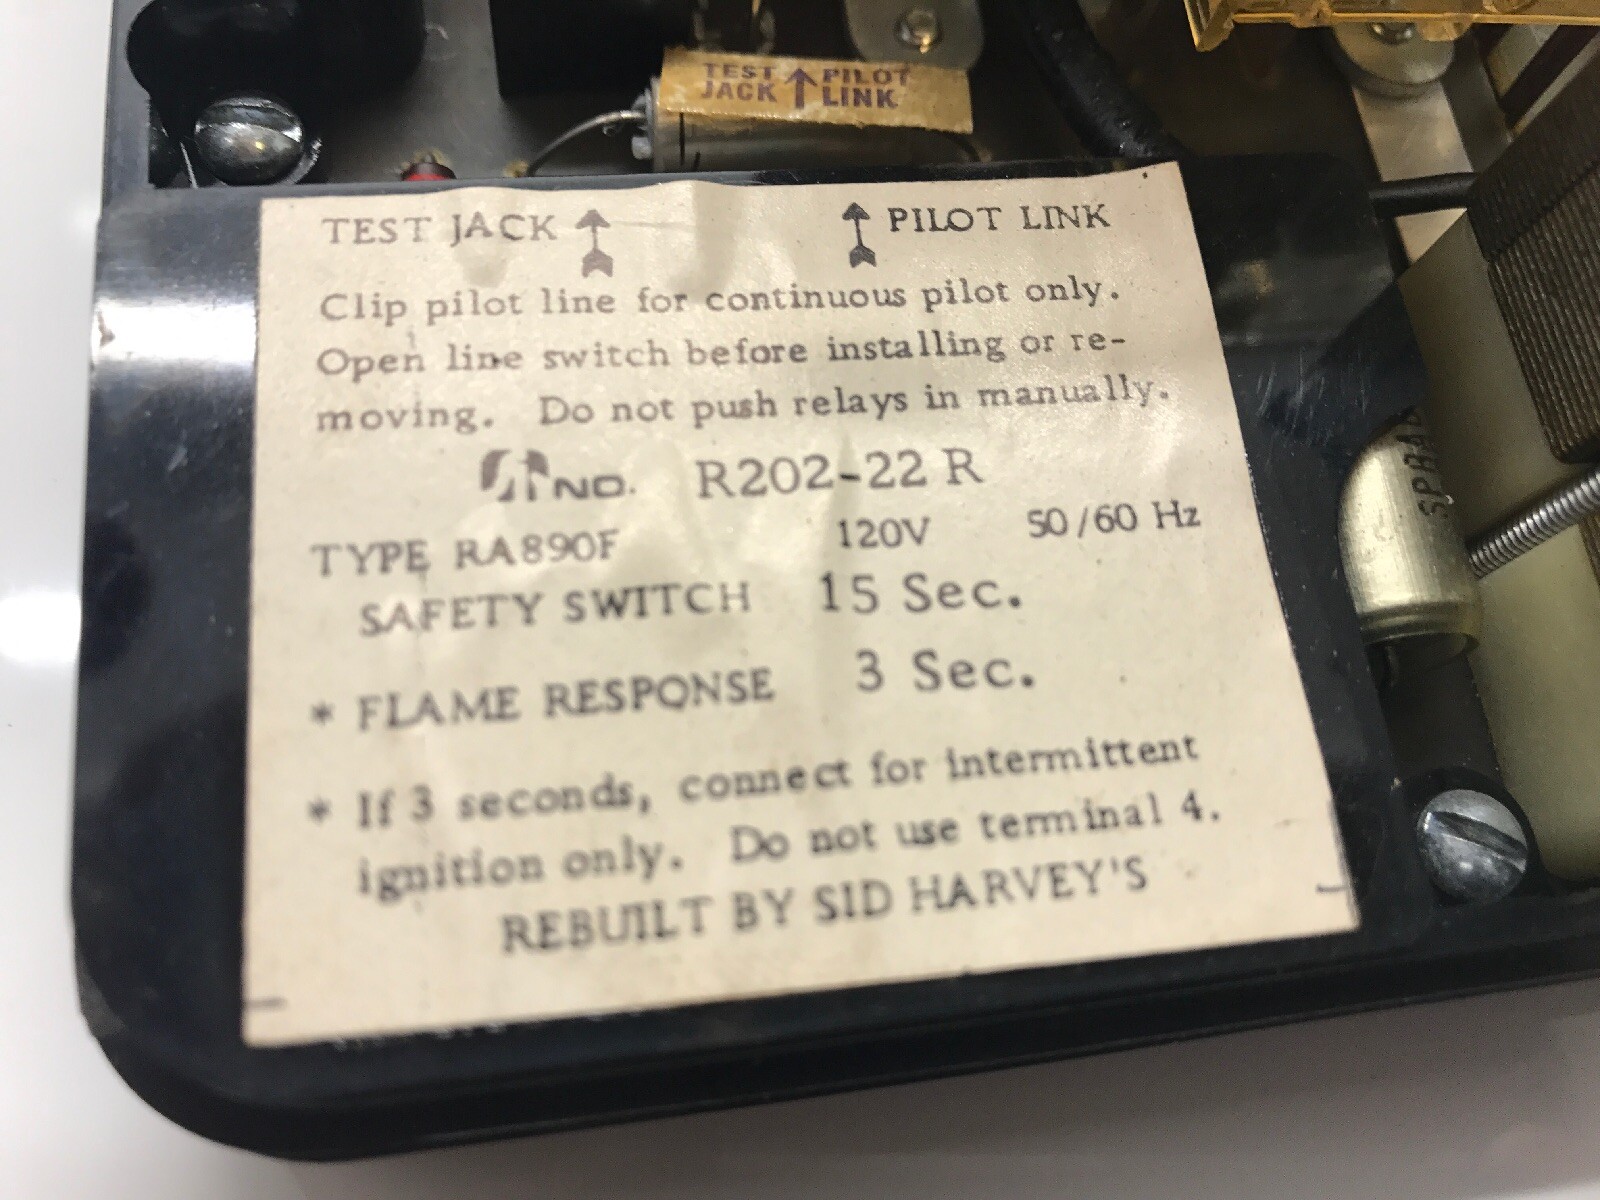 TEST JACK ↑ PILOT LINK
TEST JACK ↑ ↑ PILOT LINK
Clip pilot line for continuous pilot only.
Open line switch before installing or re-
moving. Do not push relays in manually.
NO. R202-22 R
TYPE RA890F 120V 50/60 Hz
SAFETY SWITCH 15 Sec.
* FLAME RESPONSE 3 Sec.
* If 3 seconds, connect for intermittent
ignition only. Do not use terminal 4.
REBUILT BY SID HARVEY'S